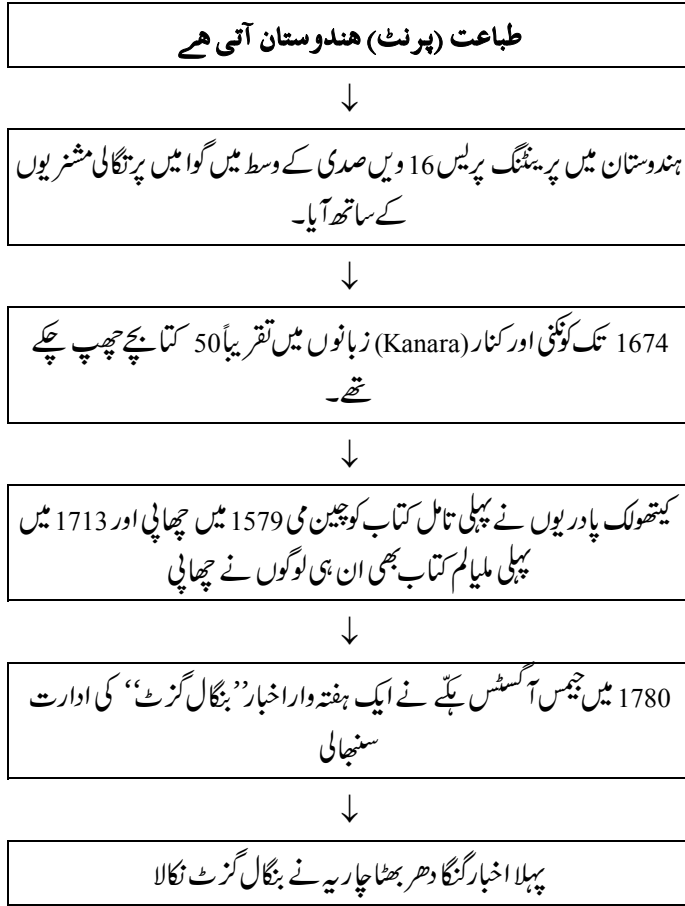 طباعت (پرنٹ) ہندوستان آتی ہے
↓
ہندوستان میں پرینٹنگ پریس 16 ویں صدی کے وسط میں گوا میں پرتگالی مشنریوں
کے ساتھ آیا۔
↓
1674 تک کونکنی اور کنار (Kanara) زبانوں میں تقریباً 50 کتابچے چھپ چکے
تھے۔
↓
کیتھولک پادریوں نے پہلی تامل کتاب کوچین می 1579 میں چھاپی اور 1713 میں
پہلی ملیالم کتاب بھی ان ہی لوگوں نے چھاپی
↓
1780 میں جیمس آگسٹس ہکّے نے ایک ہفتہ وار اخبار ’’بنگال گزٹ‘‘ کی ادارت
سنبھالی
↓
پہلا اخبار گنگا دھر بھٹاچاریہ نے بنگال گزٹ نکالا